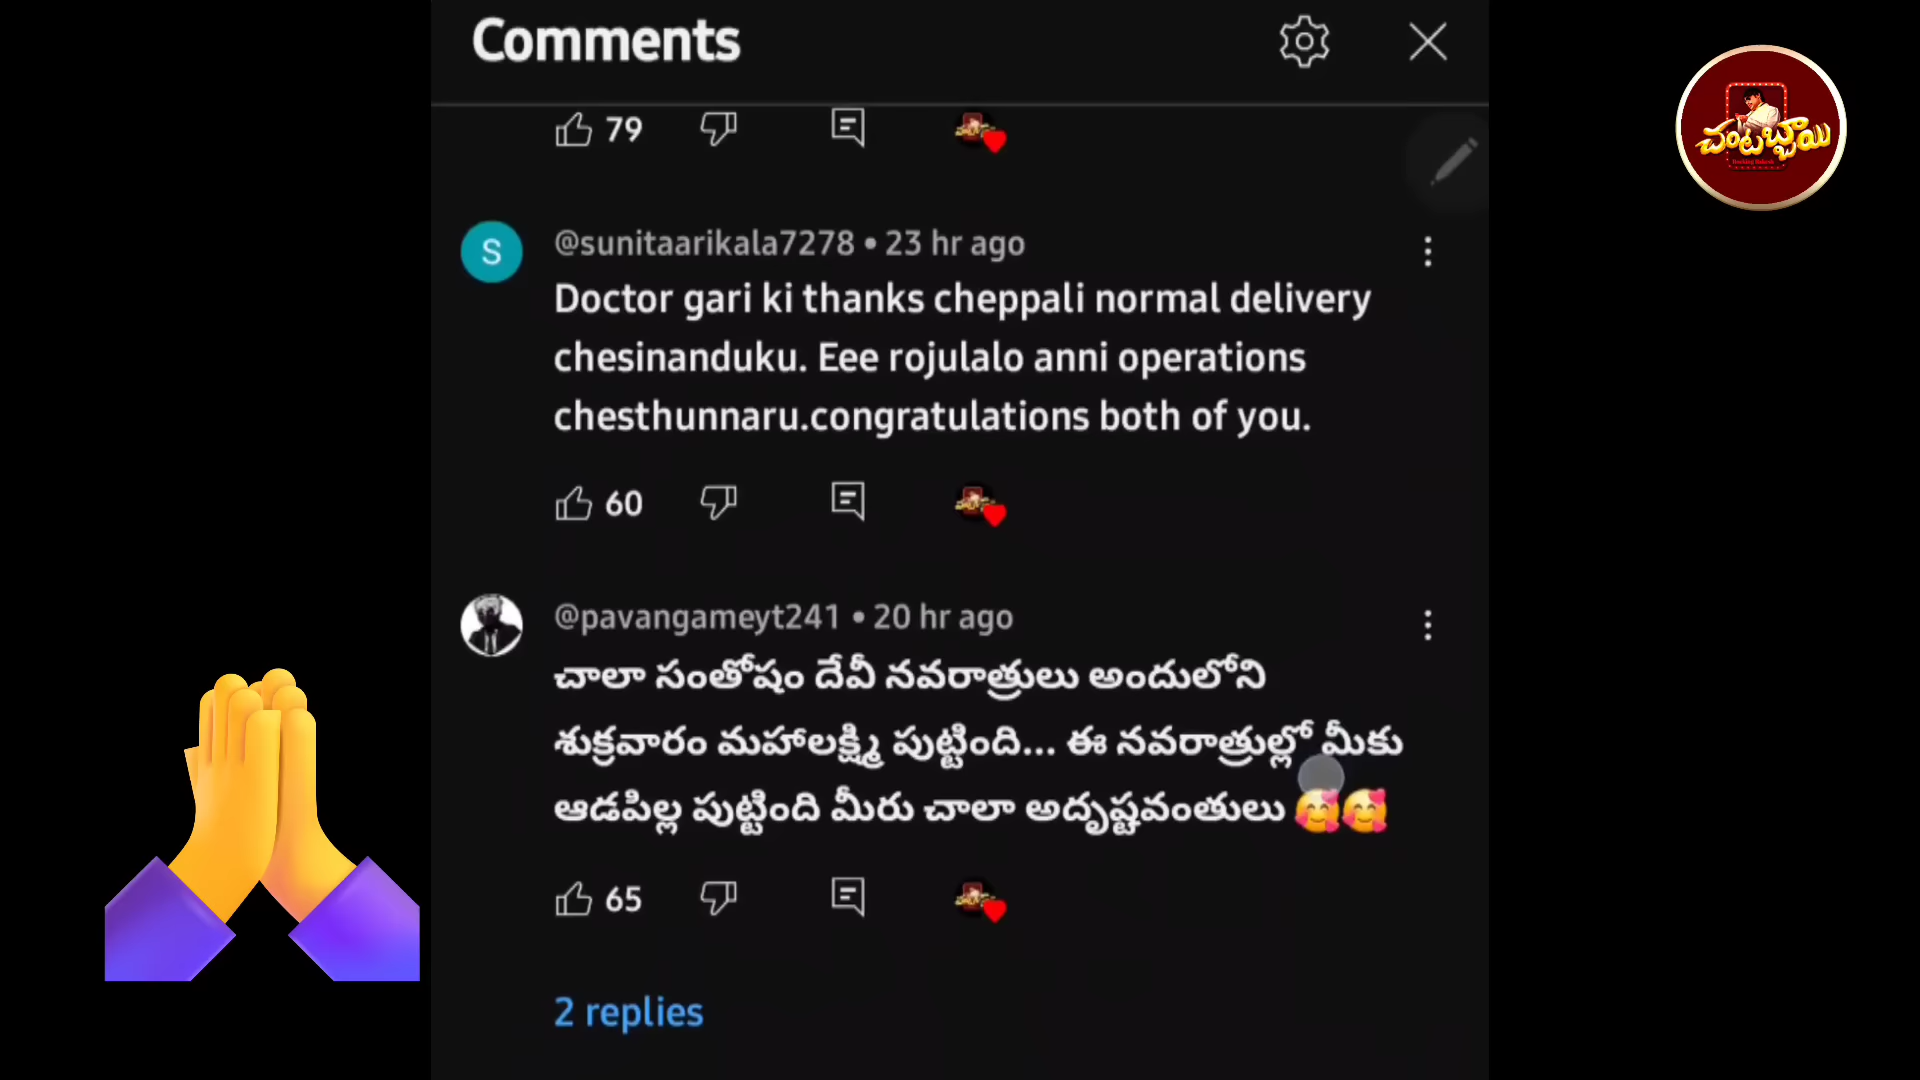 Comments
79
చంటబ్బాయి
@sunitaarikala7278 • 23 hr ago
S
Doctor gari ki thanks cheppali normal delivery
chesinanduku. Eee rojulalo anni operations
chesthunnaru.congratulations both of you.
60
@pavangameyt241 • 20 hr ago
చాలా సంతోషం దేవీ నవరాత్రులు అందులోని
శుక్రవారం మహాలక్ష్మి పుట్టింది... ఈ నవరాత్రుల్లో మీకు
ఆడపిల్ల పుట్టింది మీరు చాలా అదృష్టవంతులు 🥰🥰
65
2 replies